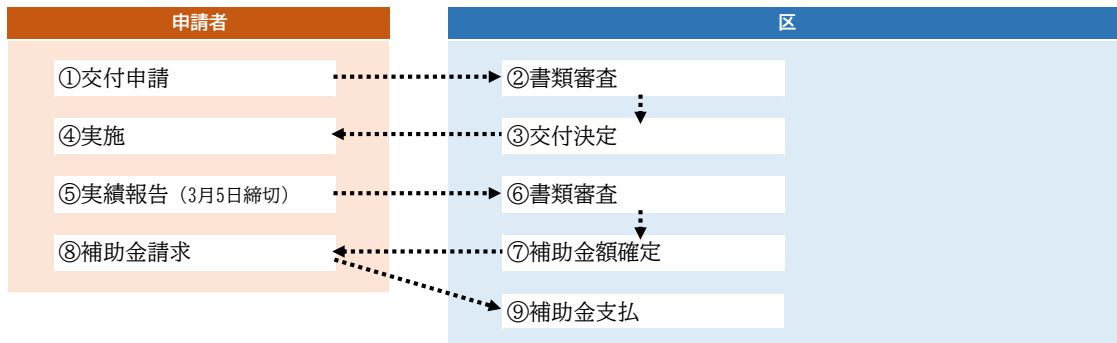 申請者
区
①交付申請
②書類審査
④実施
③交付決定
⑤実績報告（3月5日締切）
⑥書類審査
⑧補助金請求
⑦補助金額確定
⑨補助金支払